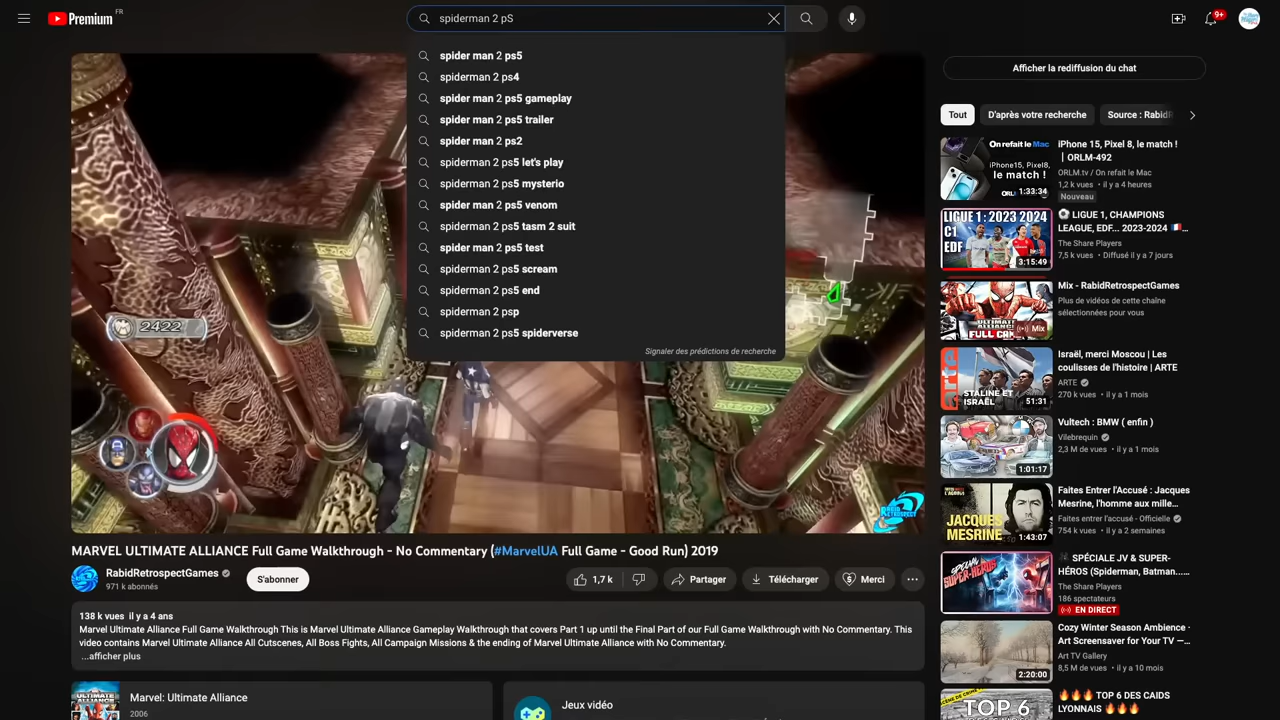 Premium
FR
spiderman 2 pS
9+
spider man 2 ps5
spiderman 2 ps4
spider man 2 ps5 gameplay
spider man 2 ps5 trailer
spider man 2 ps2
spiderman 2 ps5 let's play
spiderman 2 ps5 mysterio
spider man 2 ps5 venom
spiderman 2 ps5 tasm 2 suit
spider man 2 ps5 test
spiderman 2 ps5 scream
spiderman 2 ps5 end
spiderman 2 psp
spiderman 2 ps5 spiderverse
Signaler des prédictions de recherche
2422
MARVEL ULTIMATE ALLIANCE Full Game Walkthrough - No Commentary (#MarvelUA Full Game - Good Run) 2019
RabidRetrospectGames
971 k abonnés
S'abonner
1,7 k
Partager
Télécharger
Merci
138 k vues il y a 4 ans
Marvel Ultimate Alliance Full Game Walkthrough This is Marvel Ultimate Alliance Gameplay Walkthrough that covers Part 1 up until the Final Part of our Full Game Walkthrough with No Commentary. This
video contains Marvel Ultimate Alliance All Cutscenes, All Boss Fights, All Campaign Missions & the ending of Marvel Ultimate Alliance with No Commentary.
...afficher plus
Marvel: Ultimate Alliance
2006
Jeux vidéo
Afficher la rediffusion du chat
Tout
D'après votre recherche
Source : Rabid
On refait le Mac
iPhone15, Pixel 8,
le match !
1:33:34
iPhone 15, Pixel 8, le match !
| ORLM-492
ORLM.tv / On refait le Mac
1,2 k vues • il y a 4 heures
Nouveau
LIGUE 1 : 2023 2024
C1
EDF
3:15:49
LIGUE 1, CHAMPIONS
LEAGUE, EDF... 2023-2024 ...
The Share Players
7,5 k vues • Diffusé il y a 7 jours
Mix
Mix - RabidRetrospectGames
Plus de vidéos de cette chaîne
sélectionnées pour vous
STALINE ET
ISRAËL
51:31
Israël, merci Moscou | Les
coulisses de l'histoire | ARTE
ARTE
270 k vues • il y a 1 mois
1:01:17
Vultech : BMW ( enfin )
Vilebrequin
2,3 M de vues • il y a 1 mois
JACQUES
MESRINE
1:43:07
Faites Entrer l'Accusé : Jacques
Mesrine, l'homme aux mille...
Faites entrer l'accusé - Officielle
754 k vues • il y a 2 semaines
SPÉCIALE JV & SUPER-
HÉROS (Spiderman, Batman...…
The Share Players
186 spectateurs
EN DIRECT
2:20:00
Cozy Winter Season Ambience ·
Art Screensaver for Your TV —...
Art TV Gallery
8,5 M de vues • il y a 10 mois
TOP 6
TOP 6 DES CAIDS
LYONNAIS